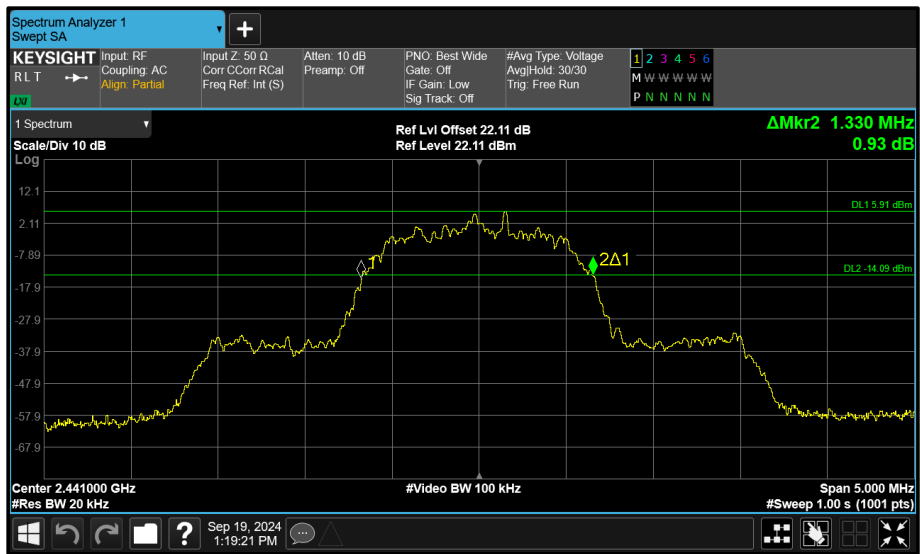 Spectrum Analyzer 1
Swept SA
+
KEYSIGHT
R L T
LXI
Input: RF
Coupling: AC
Align: Partial
Input Z: 50 Ω
Corr CCorr RCal
Freq Ref: Int (S)
Atten: 10 dB
Preamp: Off
PNO: Best Wide
Gate: Off
IF Gain: Low
Sig Track: Off
#Avg Type: Voltage
Avg|Hold: 30/30
Trig: Free Run
1 2 3 4 5 6
M W W W W W
P N N N N N
1 Spectrum
Scale/Div 10 dB
Log
Ref Lvl Offset 22.11 dB
Ref Level 22.11 dBm
ΔMkr2 1.330 MHz
0.93 dB
12.1
DL1 5.91 dBm
2.11
-7.89
1
2Δ1
DL2 -14.09 dBm
-17.9
-27.9
-37.9
-47.9
-57.9
-67.9
Center 2.441000 GHz
#Video BW 100 kHz
Span 5.000 MHz
#Res BW 20 kHz
#Sweep 1.00 s (1001 pts)
?
Sep 19, 2024
1:19:21 PM